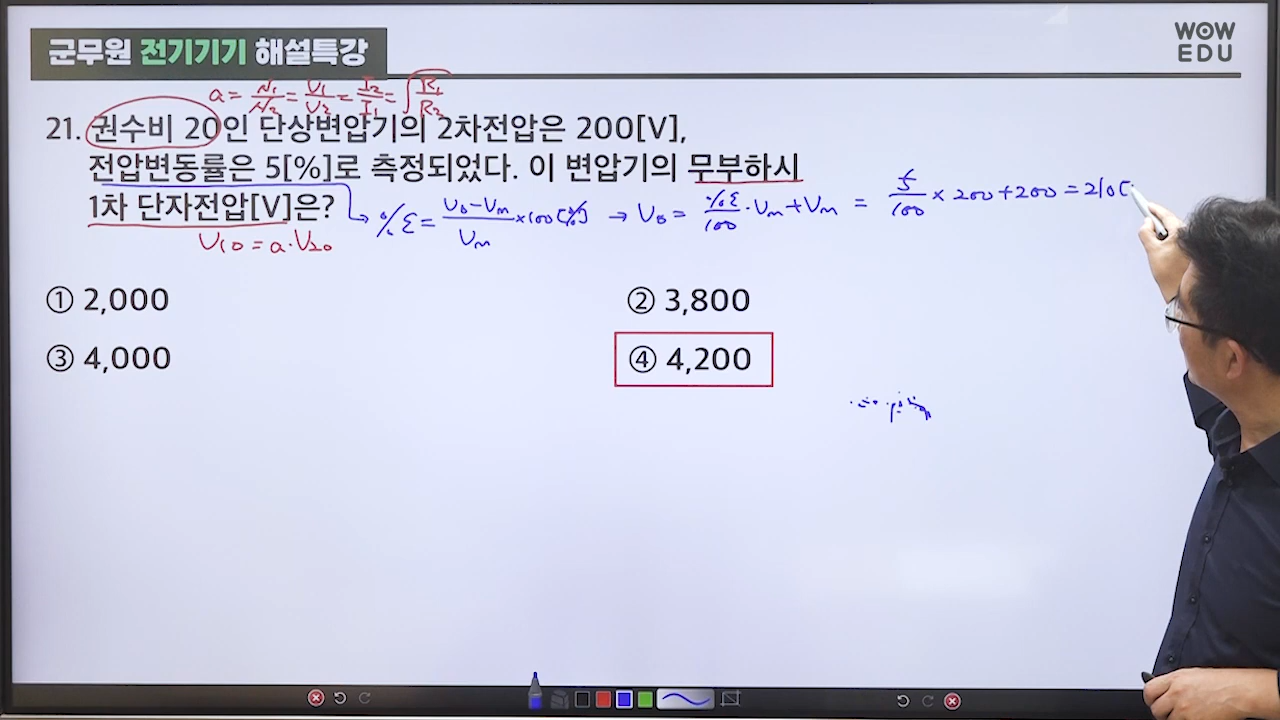 군무원 전기기기 해설특강
WOW
EDU
a = N₁/N₂ = V₁/V₂ = I₂/I₁ = √(R₁/R₂)
21. 권수비 20인 단상변압기의 2차전압은 200[V],
전압변동률은 5[%]로 측정되었다. 이 변압기의 무부하시
1차 단자전압[V]은?
%ε = (V₀-Vₙ)/Vₙ ×100[%] → V₀ = %ε/100 · Vₙ + Vₙ = 5/100 × 200 + 200 = 210[
V₁₀ = a·V₂₀
① 2,000
② 3,800
③ 4,000
④ 4,200